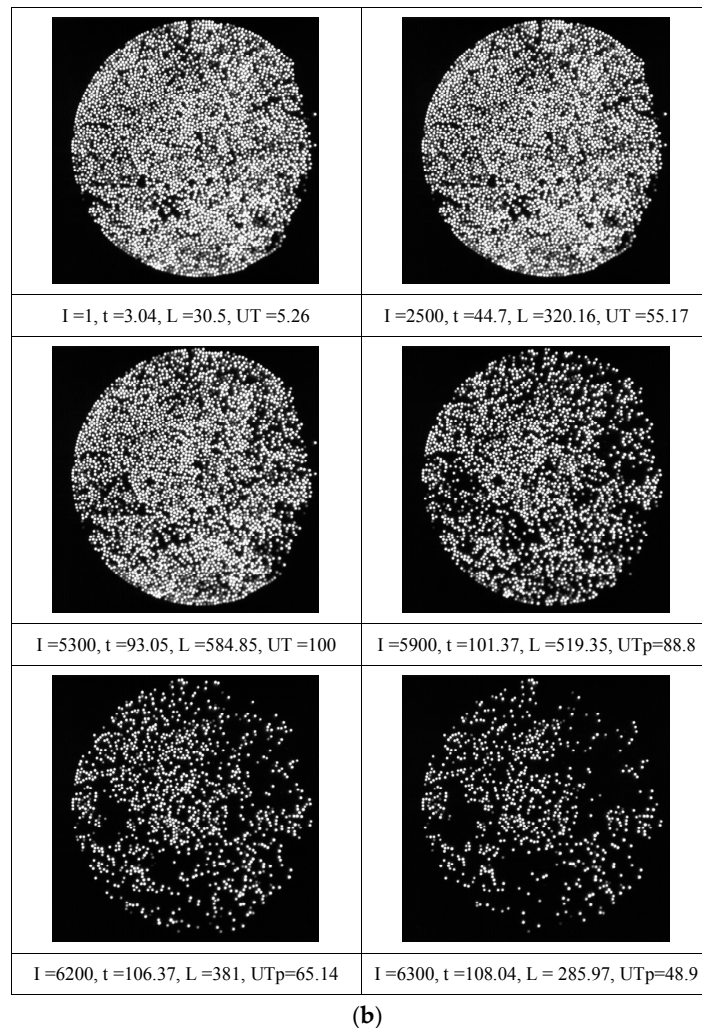 I =1, t =3.04, L =30.5, UT =5.26
I =2500, t =44.7, L =320.16, UT =55.17
I =5300, t =93.05, L =584.85, UT =100
I =5900, t =101.37, L =519.35, UTp=88.8
I =6200, t =106.37, L =381, UTp=65.14
I =6300, t =108.04, L = 285.97, UTp=48.9
(b)